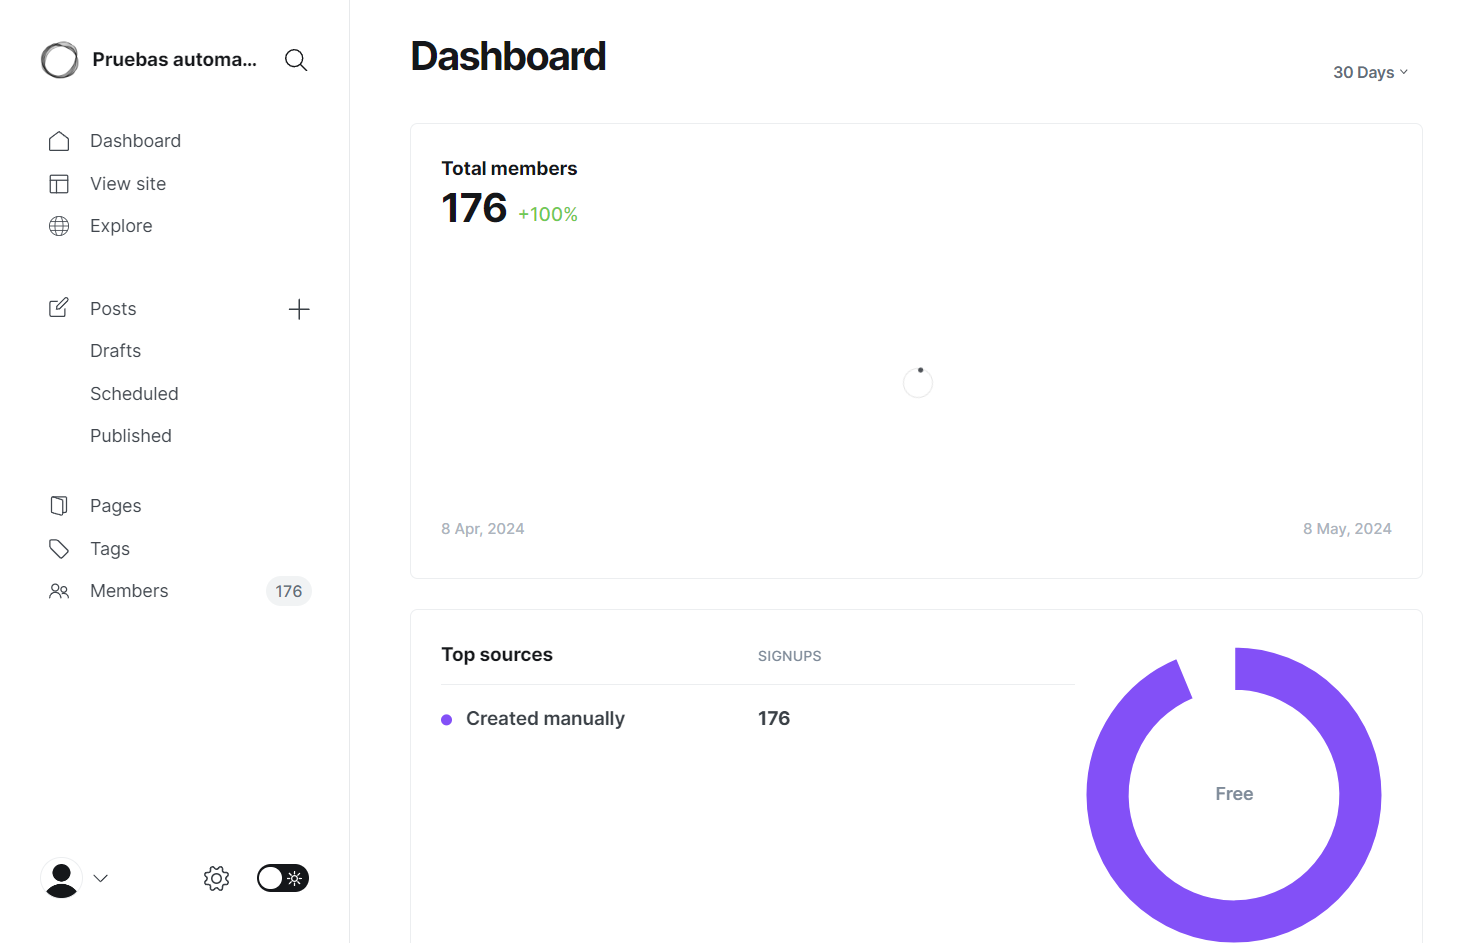 Pruebas automa...
Dashboard
View site
Explore
Posts
Drafts
Scheduled
Published
Pages
Tags
Members 176
Dashboard
30 Days
Total members
176 +100%
8 Apr, 2024 8 May, 2024
Top sources SIGNUPS
Created manually 176
Free